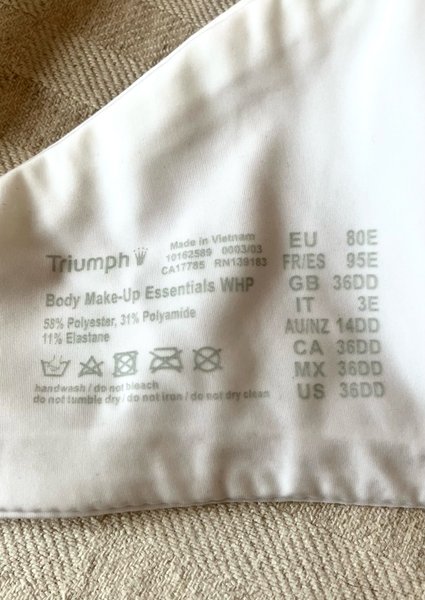 Triumph
Made in Vietnam
10162589 0003/03
CA17785 RN139183
Body Make-Up Essentials WHP
58% Polyester, 31% Polyamide
11% Elastane
handwash / do not bleach
do not tumble dry / do not iron / do not dry clean
EU 80E
FR/ES 95E
GB 36DD
IT 3E
AU/NZ 14DD
CA 36DD
MX 36DD
US 36DD